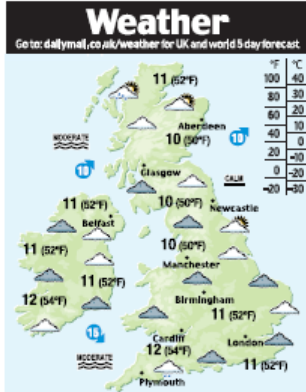 Weather
Go to: dailymail.co.uk/weather for UK and world 5 day forecast
°F °C
100 40
80 30
60 20
10
40 0
20 -10
0 -20
-20 -30
11 (52°F)
Aberdeen
10 (50°F)
10
MODERATE
10
Glasgow
CALM
10 (50°F)
Newcastle
11 (52°F)
Belfast
10 (50°F)
11 (52°F)
Manchester
11 (52°F)
Birmingham
12 (54°F)
11 (52°F)
15
Cardiff
London
12 (54°F)
MODERATE
11 (52°F)
Plymouth